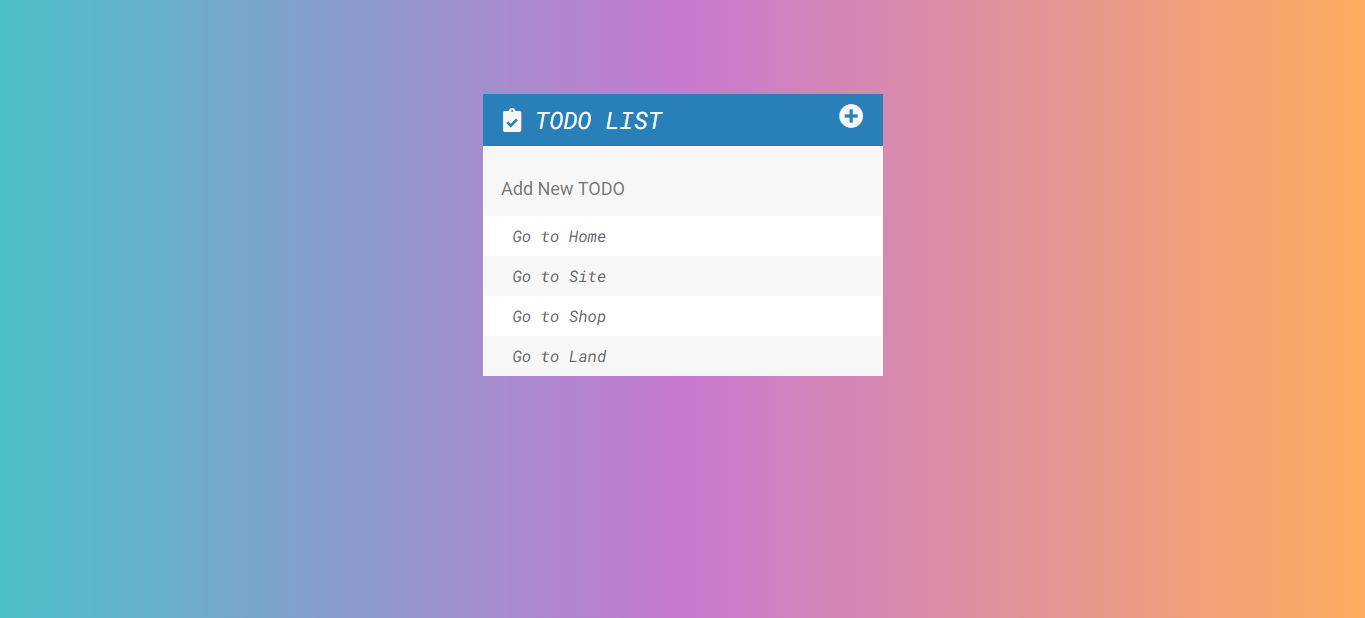 TODO LIST
Add New TODO
Go to Home
Go to Site
Go to Shop
Go to Land